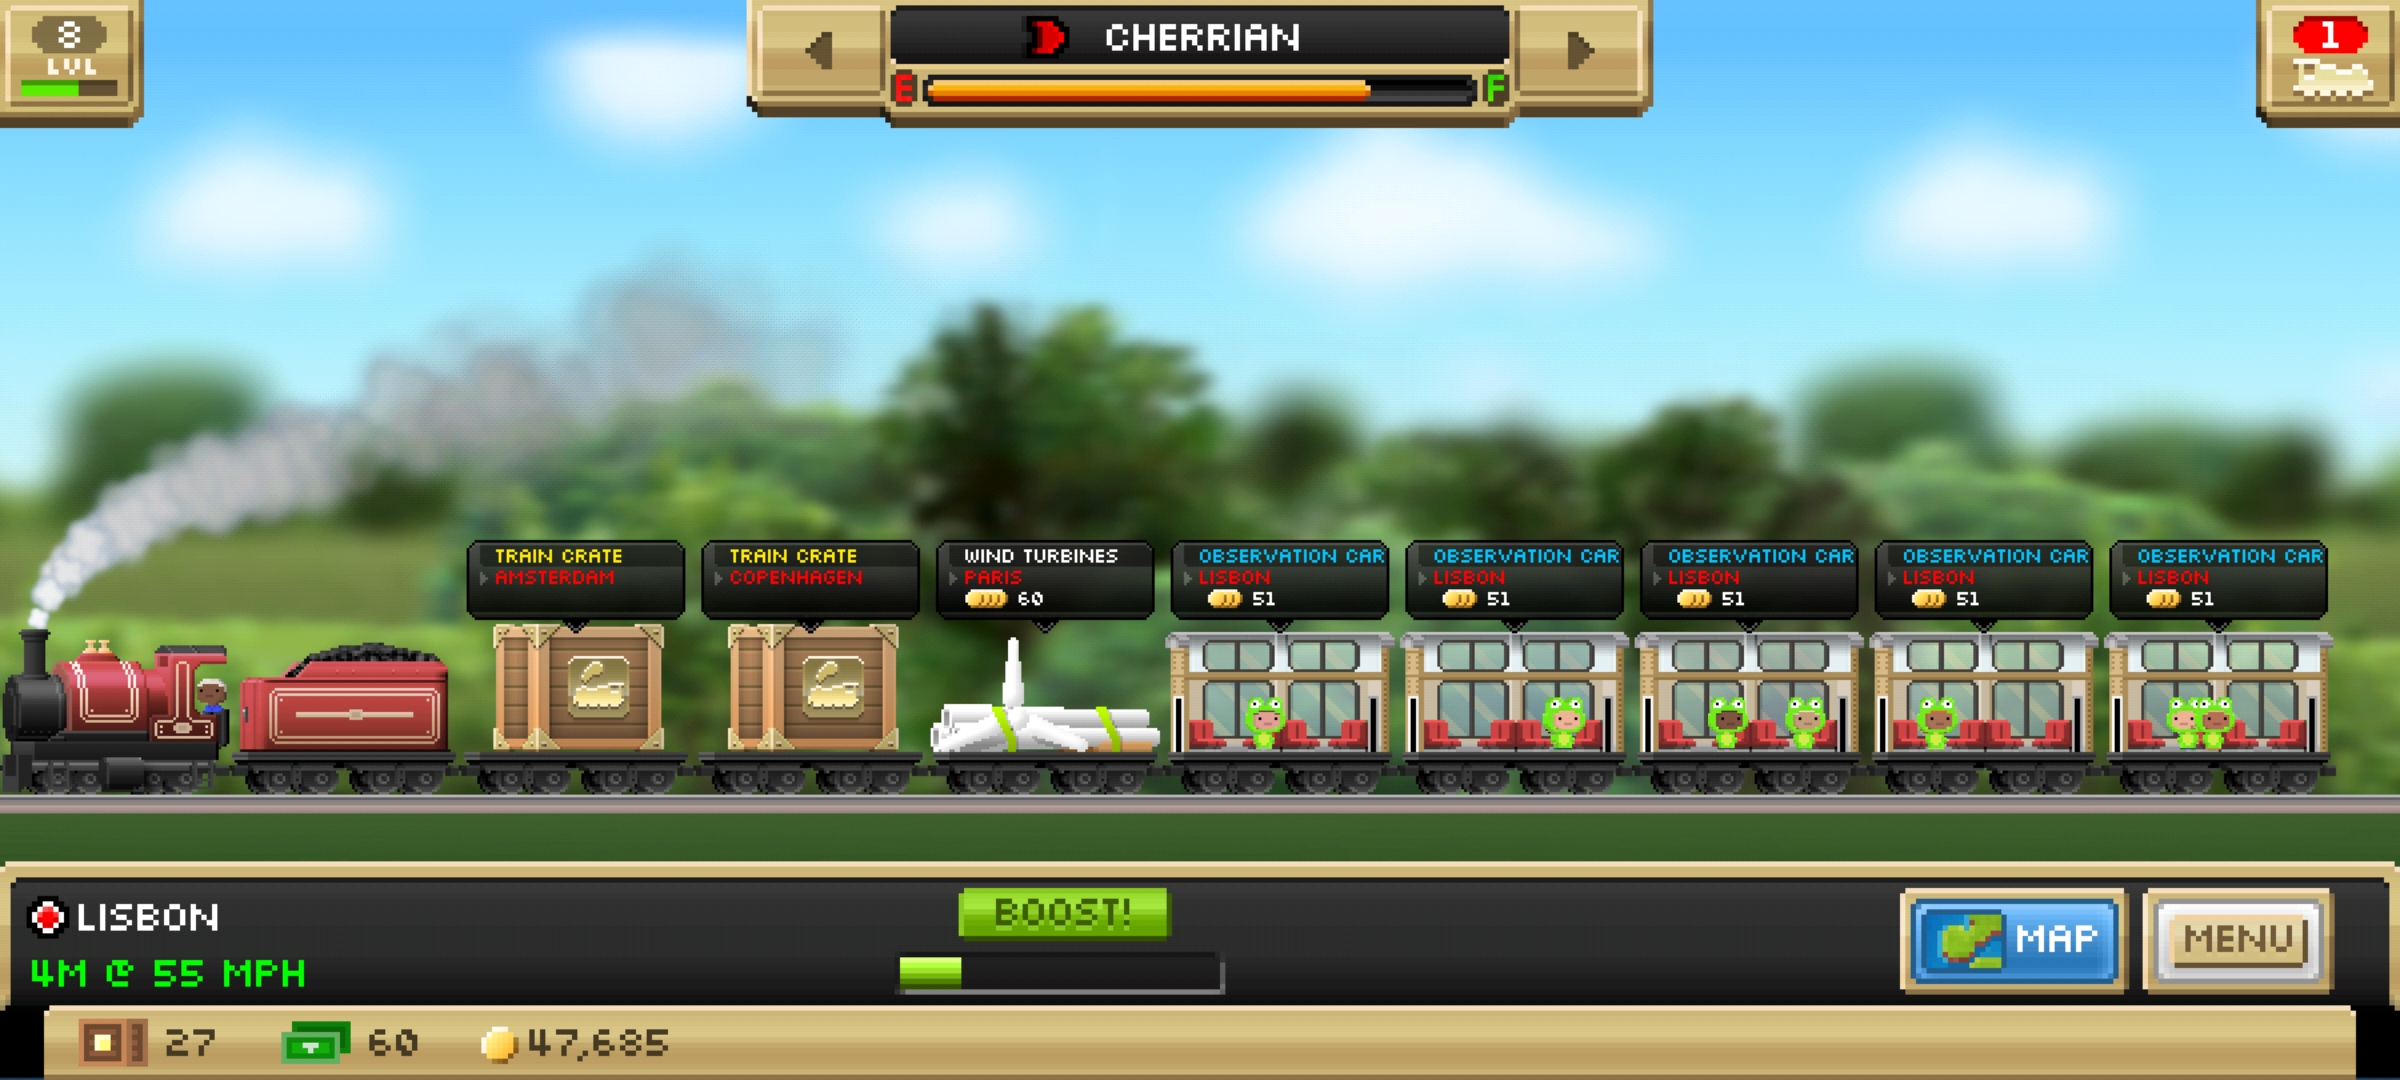 8
LVL
CHERRIAN
E F
1
TRAIN CRATE
AMSTERDAM
TRAIN CRATE
COPENHAGEN
WIND TURBINES
PARIS
60
OBSERVATION CAR
LISBON
51
OBSERVATION CAR
LISBON
51
OBSERVATION CAR
LISBON
51
OBSERVATION CAR
LISBON
51
OBSERVATION CAR
LISBON
51
LISBON
4M @ 55 MPH
BOOST!
MAP
MENU
27
60
47,685